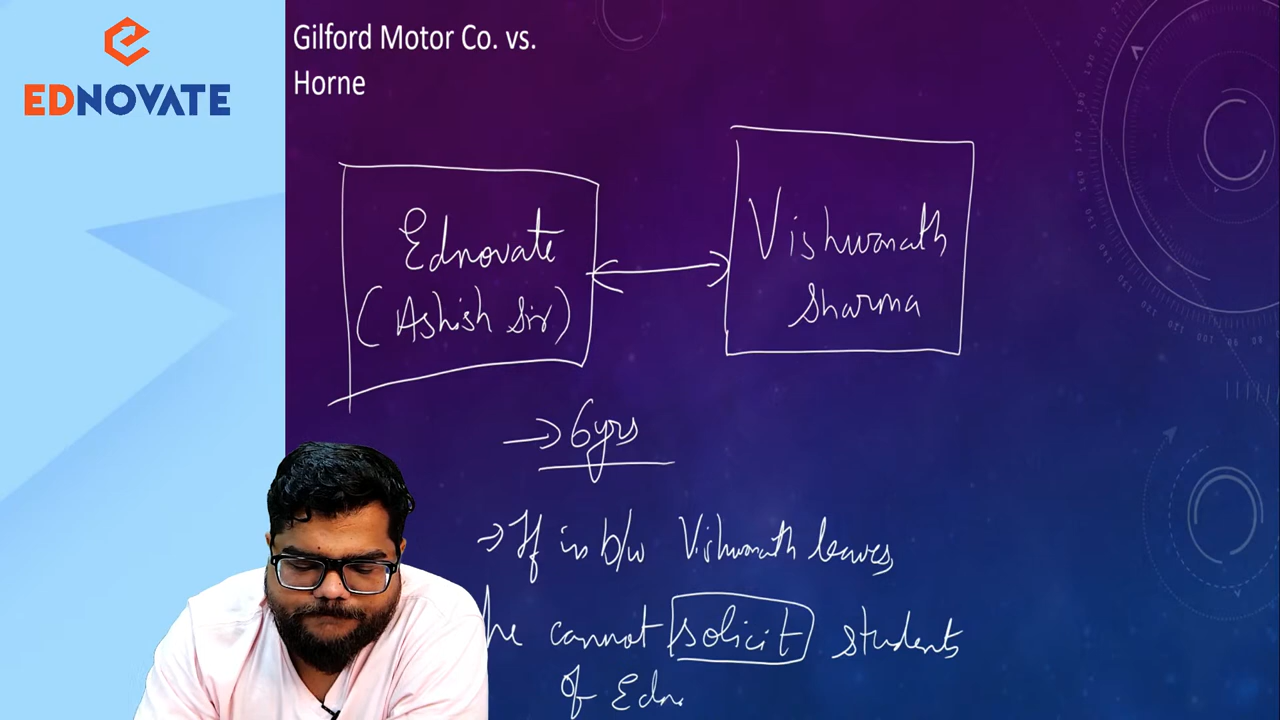 EDNOVATE
Gilford Motor Co. vs.
Horne
Ednovate
(Ashish Sir)
Vishwanath
Sharma
→ 6yrs
→ If in b/w Vishwanath leaves,
he cannot solicit students
of Edn